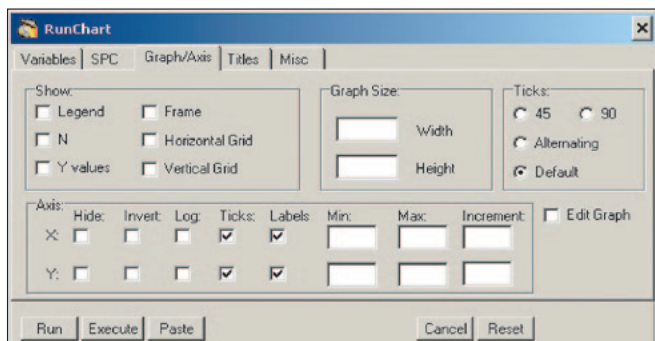 RunChart
Variables SPC Graph/Axis Titles Misc
Show:
Legend Frame
N Horizontal Grid
Y values Vertical Grid
Graph Size:
Width
Height
Ticks:
45 90
Alternating
Default
Axis:
Hide: Invert: Log: Ticks: Labels Min: Max: Increment:
X:
Y:
Edit Graph
Run Execute Paste Cancel Reset